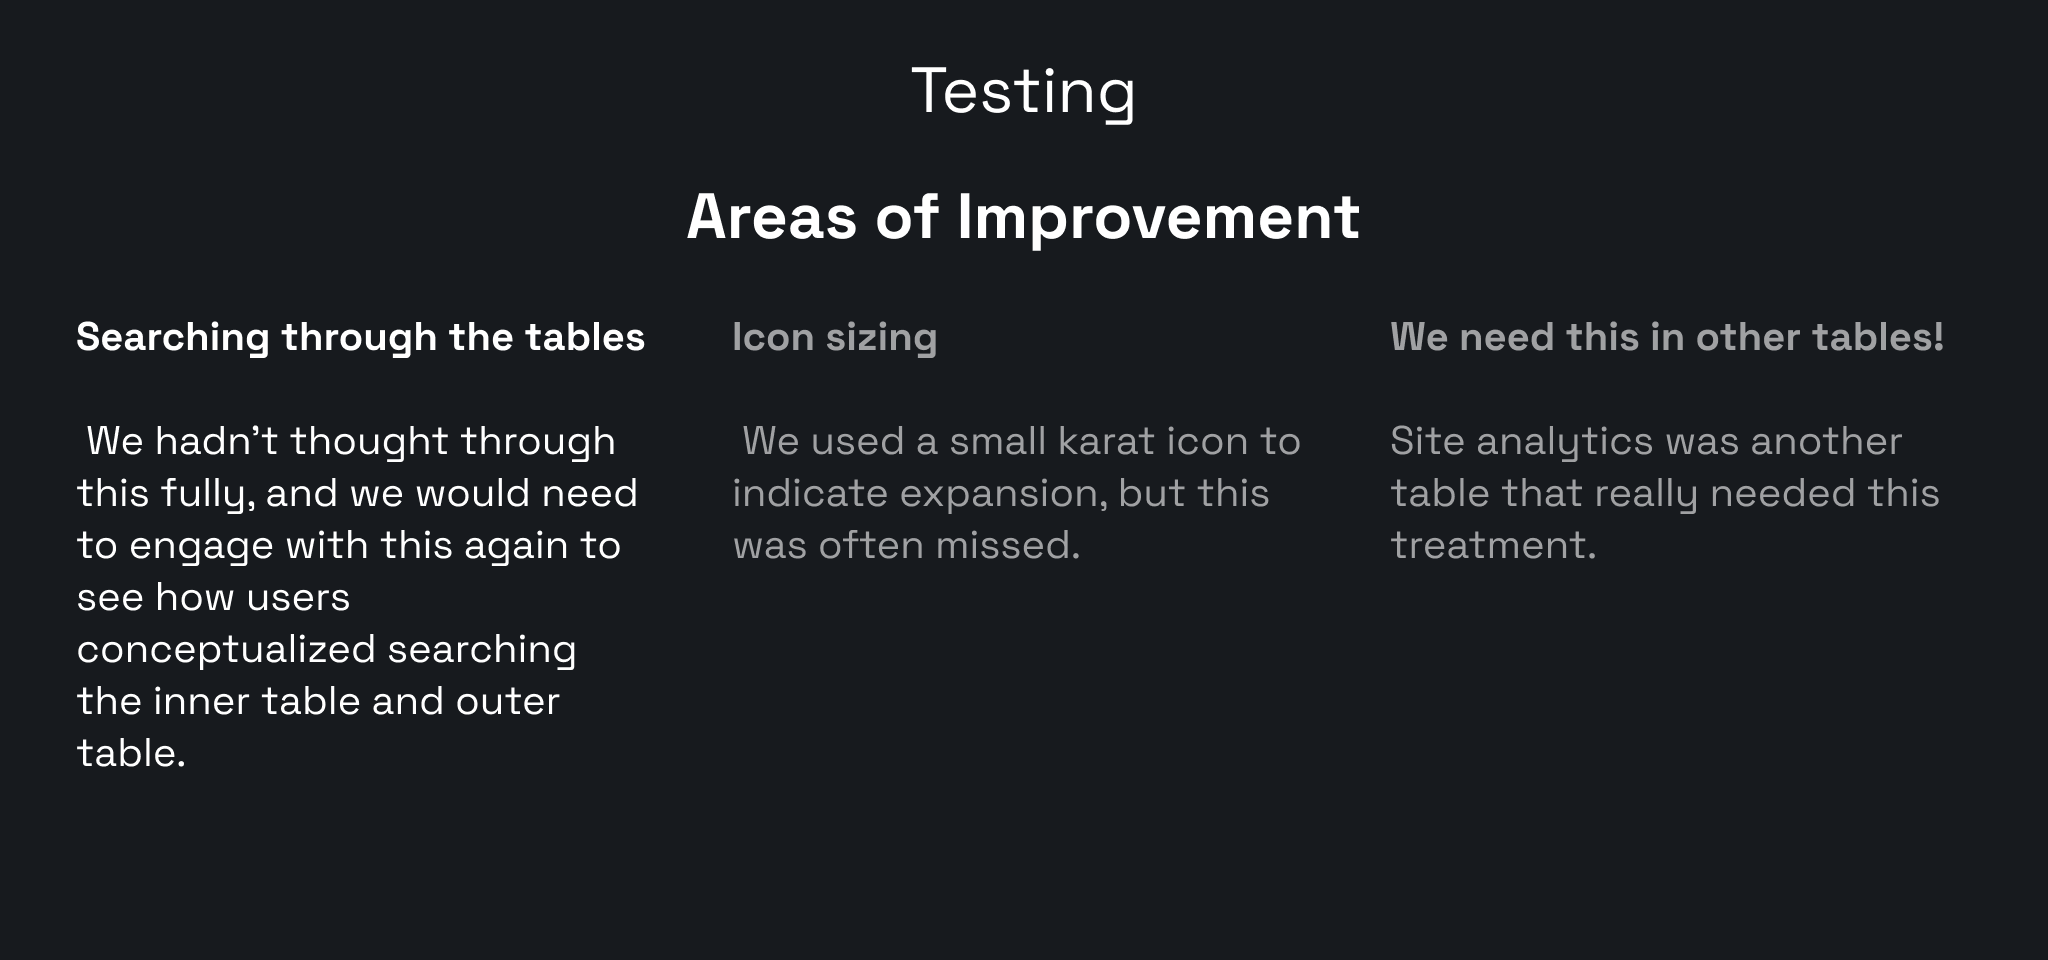 Testing
Areas of Improvement
Searching through the tables
We hadn’t thought through
this fully, and we would need
to engage with this again to
see how users
conceptualized searching
the inner table and outer
table.
Icon sizing
We used a small karat icon to
indicate expansion, but this
was often missed.
We need this in other tables!
Site analytics was another
table that really needed this
treatment.